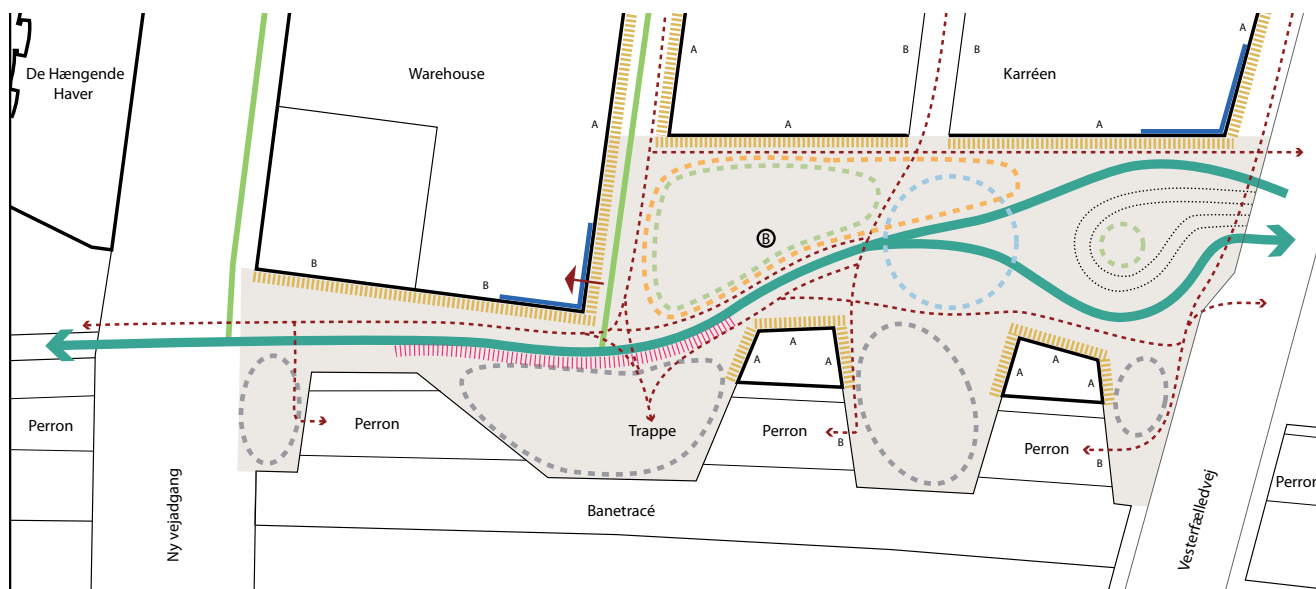 De Hængende
Haver
Warehouse
Karréen
A
A
B
B
A
A
A
A
B
B
B
A
A
A
A
A
A
Perron
Perron
Trappe
Perron
B
Perron
B
Perron
Banetracé
Ny vejadgang
Vesterfælledvej